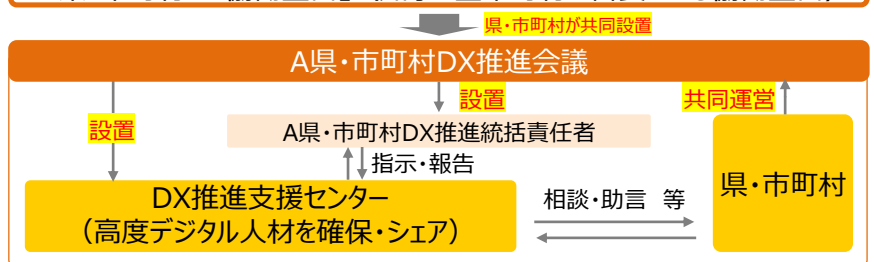 県・市町村が共同設置
A県・市町村DX推進会議
設置
共同運営
設置
A県・市町村DX推進統括責任者
指示・報告
県・市町村
相談・助言 等
DX推進支援センター
（高度デジタル人材を確保・シェア）